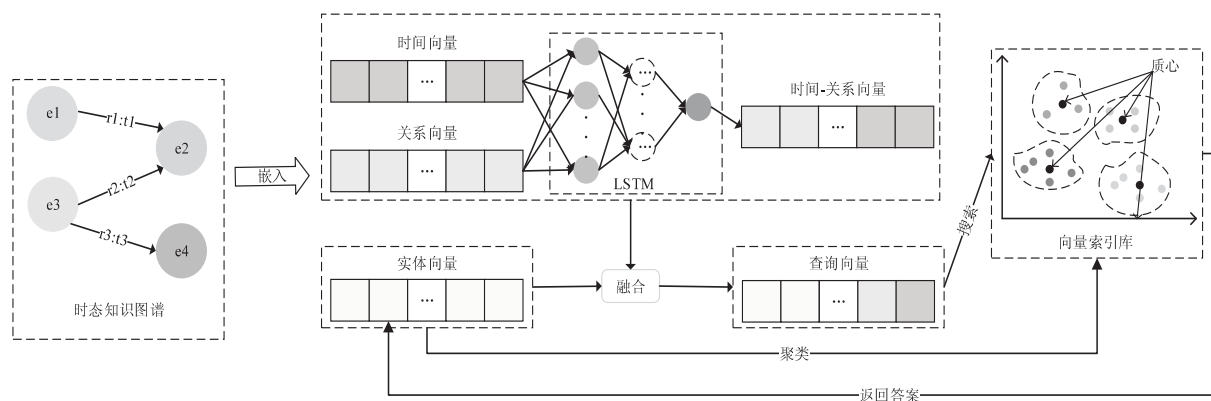 e1
r1:t1
e2
r2:t2
e3
r3:t3
e4
时态知识图谱
嵌入
时间向量
...
关系向量
...
...
...
LSTM
时间-关系向量
...
实体向量
...
融合
查询向量
...
搜索
质心
向量索引库
聚类
返回答案